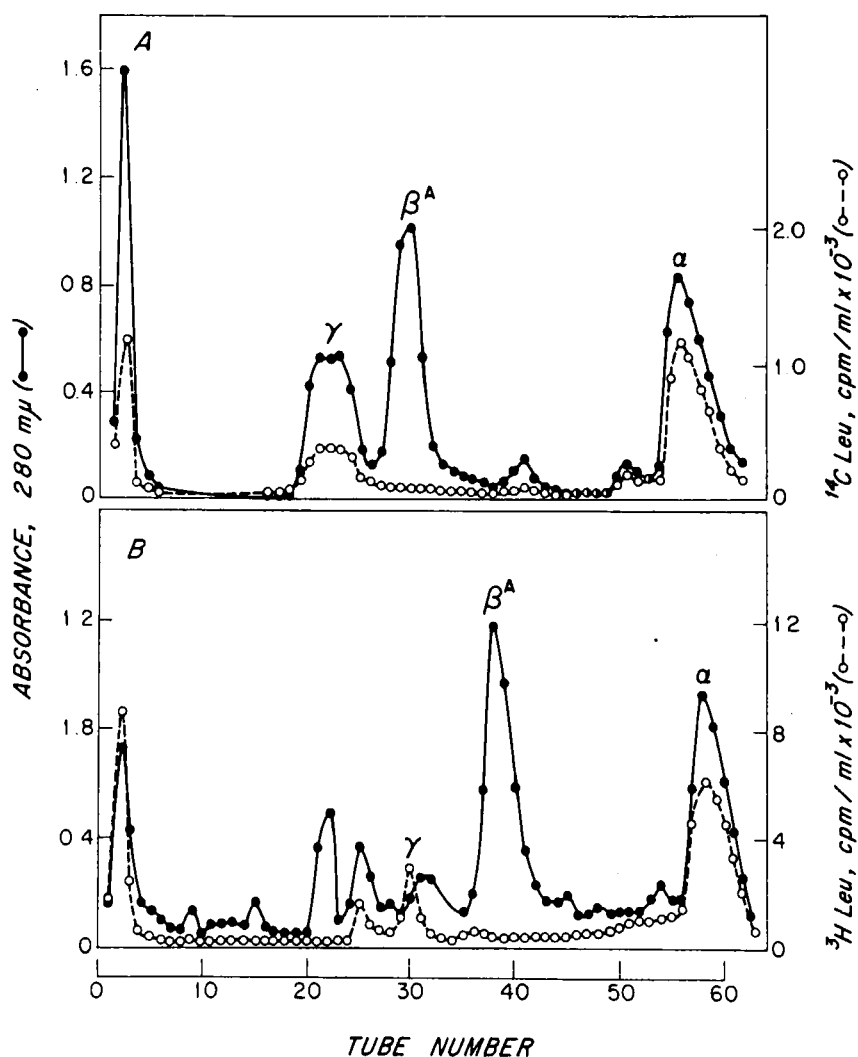 A
1.6
1.2
0.8
0.4
0
γ
β^A
α
2.0
1.0
0
¹⁴C Leu, cpm/ml x 10⁻³ (o---o)
ABSORBANCE, 280 mμ (●—●)
B
1 2
1.8
0 4
0
γ
β^A
α
12
8
4
0
³H Leu, cpm/ml x 10⁻³ (o---o)
0 10 20 30 40 50 60
TUBE NUMBER